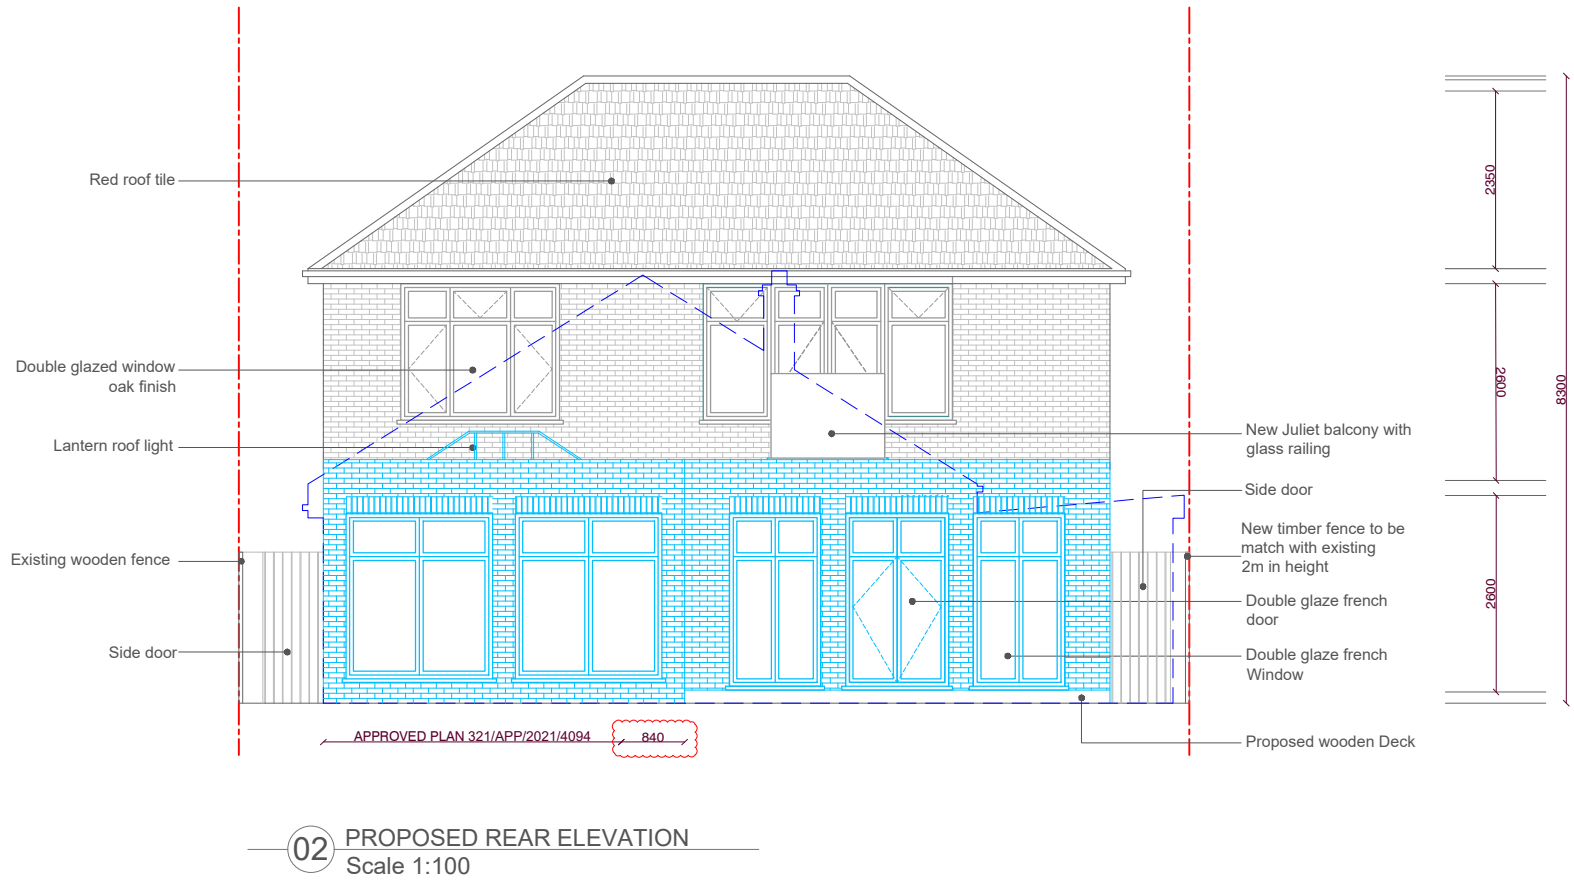 Red roof tile
Double glazed window
oak finish
Lantern roof light
Existing wooden fence
Side door
New Juliet balcony with
glass railing
Side door
New timber fence to be
match with existing
2m in height
Double glaze french
door
Double glaze french
Window
Proposed wooden Deck
2350
2600
2600
8300
APPROVED PLAN 321/APP/2021/4094
840
02
PROPOSED REAR ELEVATION
Scale 1:100